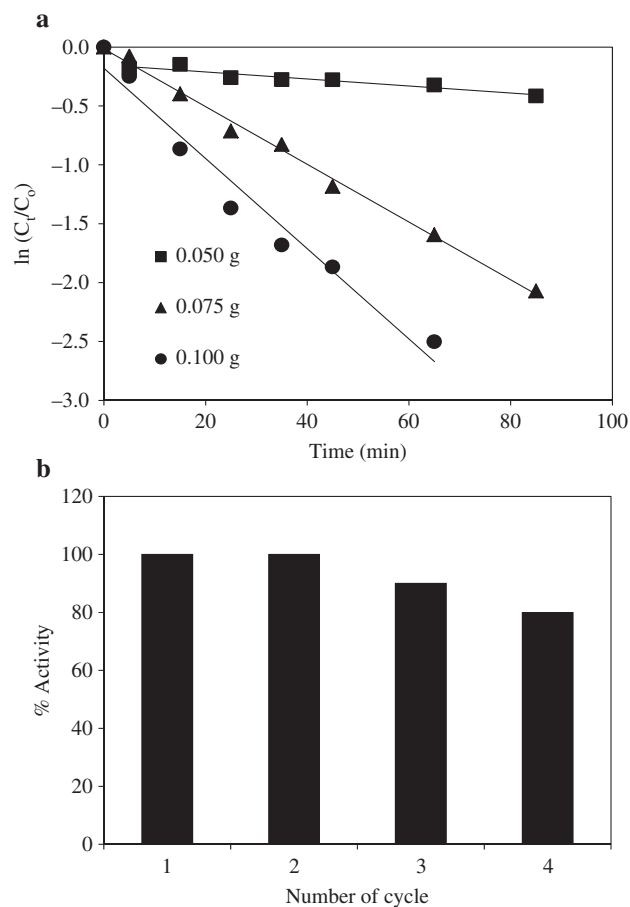 a
0.0
−0.5
−1.0
−1.5
−2.0
−2.5
−3.0
ln (Ct/Co)
0.050 g
0.075 g
0.100 g
0 20 40 60 80 100
Time (min)
b
120
100
80
60
40
20
0
% Activity
1 2 3 4
Number of cycle